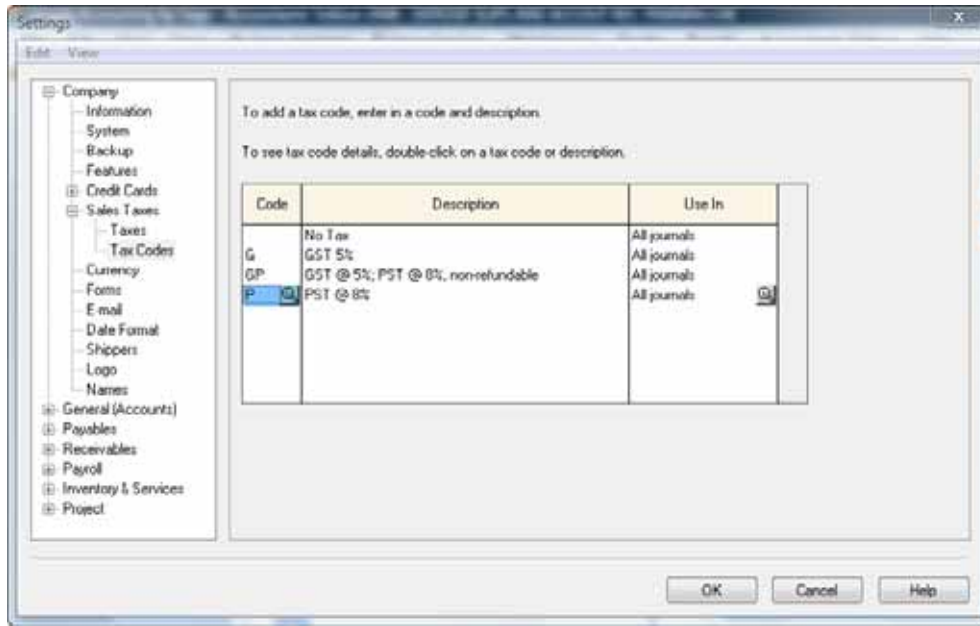 Settings
Edit View
Company
Information
System
Backup
Features
Credit Cards
Sales Taxes
Taxes
Tax Codes
Currency
Forms
E-mail
Date Format
Shippers
Logo
Names
General (Accounts)
Payables
Receivables
Payroll
Inventory & Services
Project
To add a tax code, enter in a code and description.
To see tax code details, double-click on a tax code or description.
Code Description Use In
No Tax All journals
G GST 5% All journals
GP GST @ 5%; PST @ 8%, non-refundable All journals
P PST @ 8% All journals
OK Cancel Help